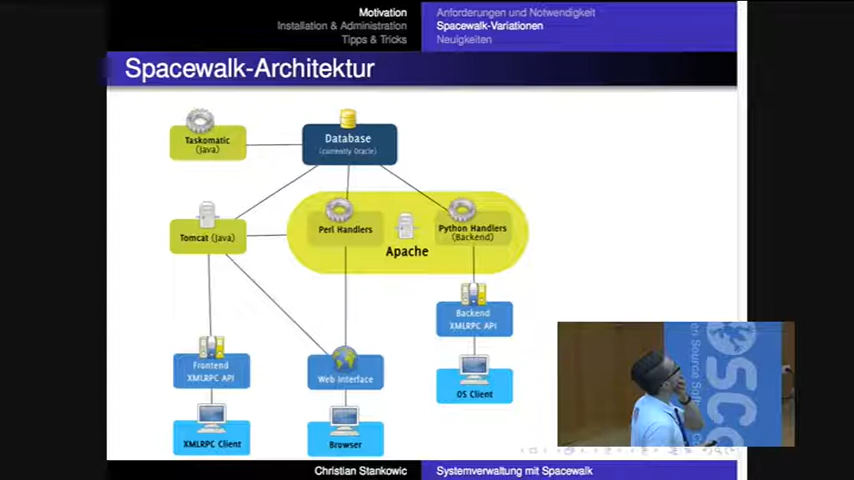 Motivation
Installation & Administration
Tipps & Tricks
Anforderungen und Notwendigkeit
Spacewalk-Variationen
Neuigkeiten
Spacewalk-Architektur
Taskomatic
(Java)
Database
(currently Oracle)
Tomcat (Java)
Perl Handlers
Apache
Python Handlers
(Backend)
Backend
XMLRPC API
Frontend
XMLRPC API
Web Interface
OS Client
XMLRPC Client
Browser
Christian Stankowic
Systemverwaltung mit Spacewalk